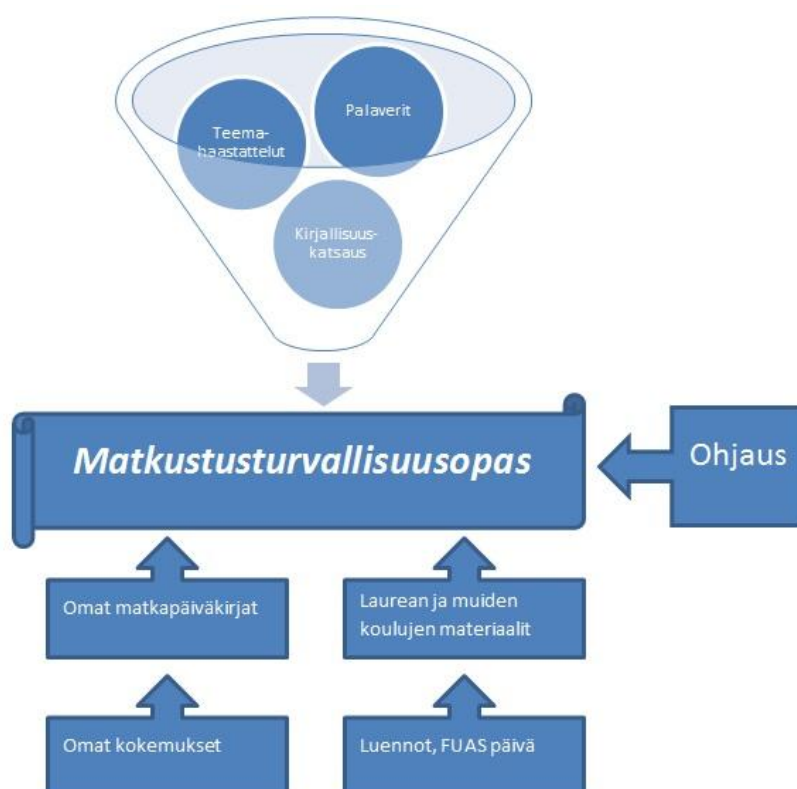 Palaverit
Teema-
haastattelut
Kirjallisuus-
katsaus
Matkustusturvallisuusopas
Ohjaus
Omat matkapäiväkirjat
Laurean ja muiden
koulujen materiaalit
Omat kokemukset
Luennot, FUAS päivä